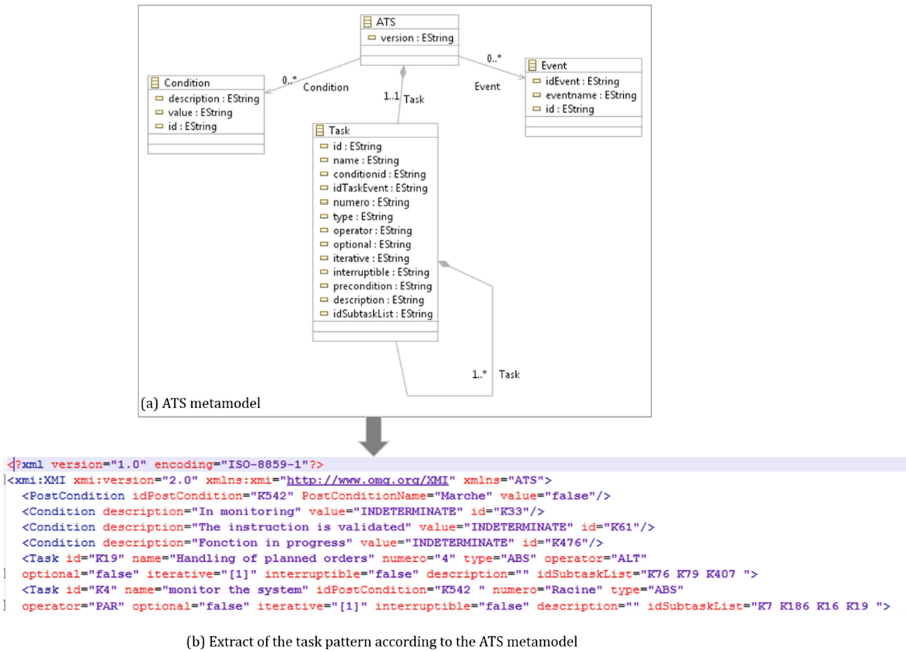 ATS
version : EString
0..*
Condition
0..*
Event
1..1
Task
Condition
description : EString
value : EString
id : EString
Event
idEvent : EString
eventname : EString
id : EString
Task
id : EString
name : EString
conditionid : EString
idTaskEvent : EString
numero : EString
type : EString
operator : EString
optional : EString
iterative : EString
interruptible : EString
precondition : EString
description : EString
idSubtaskList : EString
1..* Task
(a) ATS metamodel
<?xml version="1.0" encoding="ISO-8859-1"?>
<xmi:XMI xmi:version="2.0" xmlns:xmi="http://www.omg.org/XMI" xmlns="ATS">
<PostCondition idPostCondition="K542" PostConditionName="Marche" value="false"/>
<Condition description="In monitoring" value="INDETERMINATE" id="K33"/>
<Condition description="The instruction is validated" value="INDETERMINATE" id="K61"/>
<Condition description="Fonction in progress" value="INDETERMINATE" id="K476"/>
<Task id="K19" name="Handling of planned orders" numero="4" type="ABS" operator="ALT"
optional="false" iterative="[1]" interruptible="false" description="" idSubtaskList="K76 K79 K407 ">
<Task id="K4" name="monitor the system" idPostCondition="K542 " numero="Racine" type="ABS"
operator="PAR" optional="false" iterative="[1]" interruptible="false" description="" idSubtaskList="K7 K186 K16 K19 ">
(b) Extract of the task pattern according to the ATS metamodel